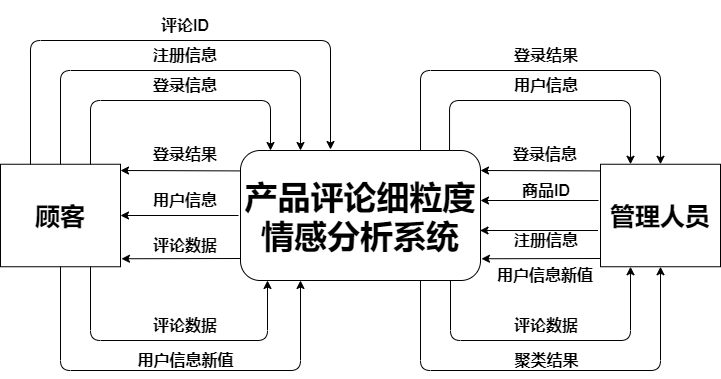 评论ID
注册信息
登录信息
登录结果
用户信息
评论数据
评论数据
用户信息新值
顾客
产品评论细粒度
情感分析系统
登录结果
用户信息
登录信息
商品ID
注册信息
用户信息新值
评论数据
聚类结果
管理人员